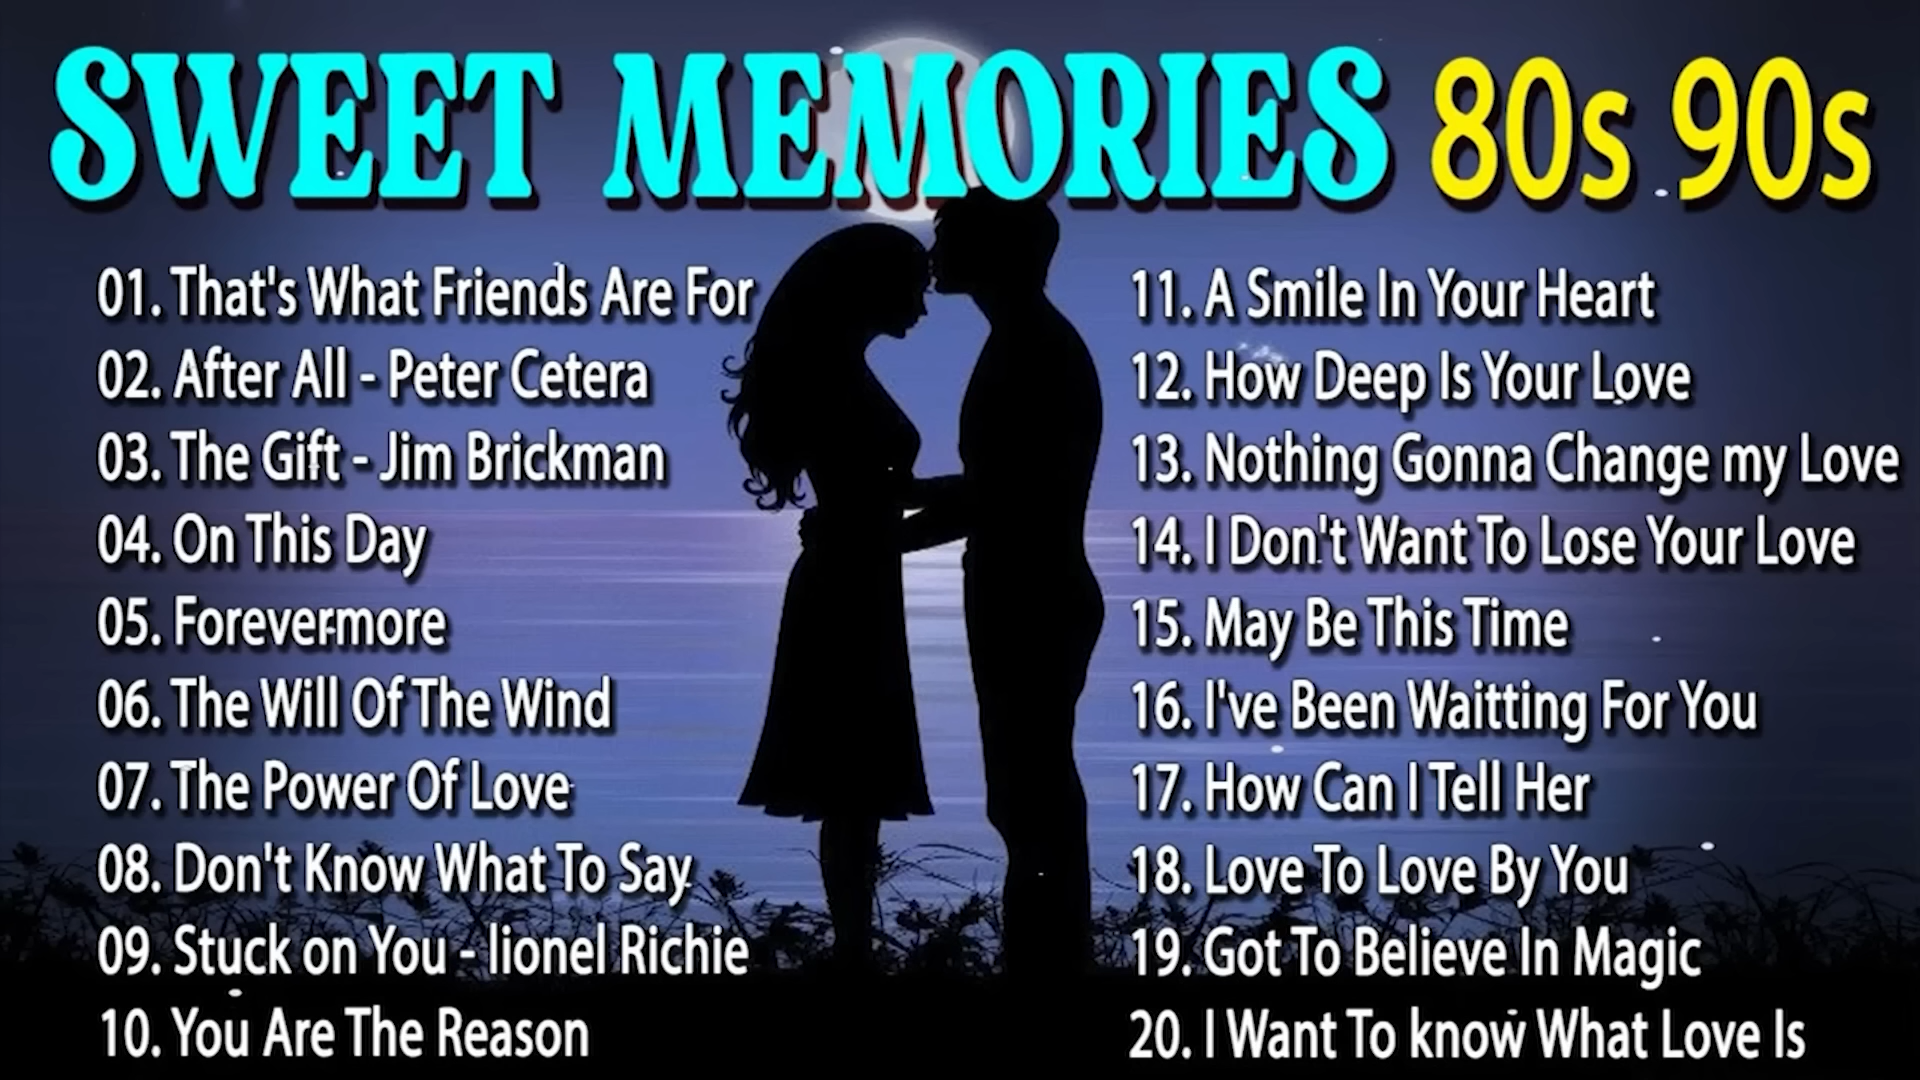 SWEET MEMORIES 80s 90s
01. That's What Friends Are For
02. After All - Peter Cetera
03. The Gift - Jim Brickman
04. On This Day
05. Forevermore
06. The Will Of The Wind
07. The Power Of Love
08. Don't Know What To Say
09. Stuck on You - lionel Richie
10. You Are The Reason
11. A Smile In Your Heart
12. How Deep Is Your Love
13. Nothing Gonna Change my Love
14. I Don't Want To Lose Your Love
15. May Be This Time
16. I've Been Waitting For You
17. How Can I Tell Her
18. Love To Love By You
19. Got To Believe In Magic
20. I Want To know What Love Is